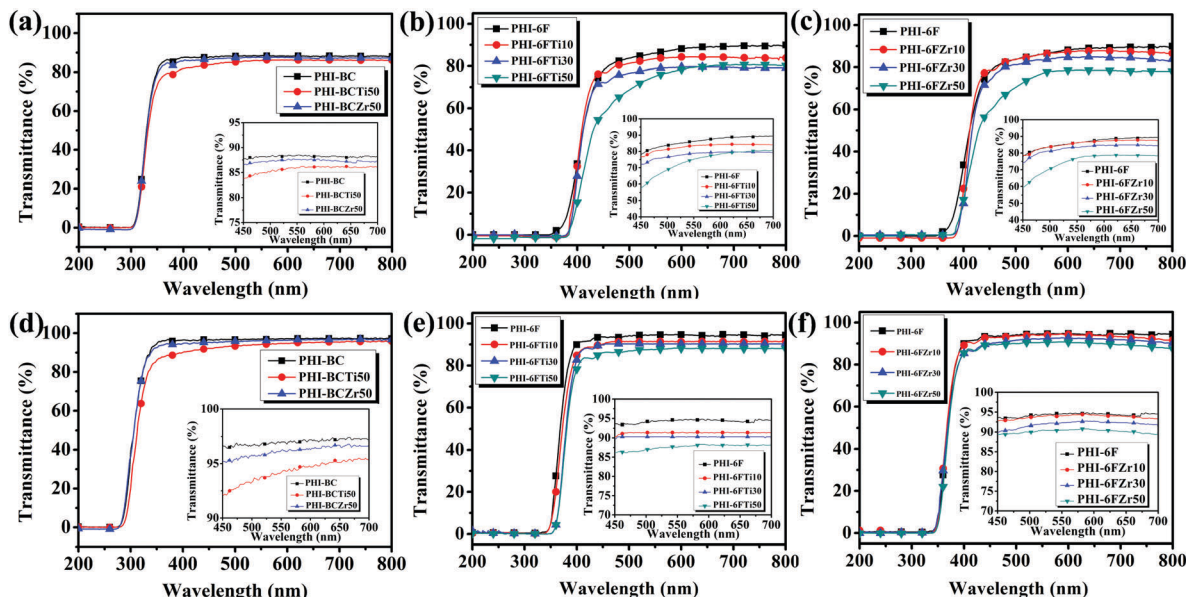 (a)
Transmittance (%)
100
80
60
40
20
0
PHI-BC
PHI-BCTi50
PHI-BCZr50
Transmittance (%)
95
90
85
80
75
PHI-BC
PHI-BCTi50
PHI-BCZr50
450 500 550 600 650 700
Wavelength (nm)
200 300 400 500 600 700 800
Wavelength (nm)
(b)
Transmittance (%)
100
80
60
40
20
0
PHI-6F
PHI-6FTi10
PHI-6FTi30
PHI-6FTi50
Transmittance (%)
100
90
80
70
60
50
40
PHI-6F
PHI-6FTi10
PHI-6FTi30
PHI-6FTi50
450 500 550 600 650 700
Wavelength (nm)
200 300 400 500 600 700 800
Wavelength (nm)
(c)
Transmittance (%)
100
80
60
40
20
0
PHI-6F
PHI-6FZr10
PHI-6FZr30
PHI-6FZr50
Transmittance (%)
100
90
80
70
60
50
40
PHI-6F
PHI-6FZr10
PHI-6FZr30
PHI-6FZr50
450 500 550 600 650 700
Wavelength (nm)
200 300 400 500 600 700 800
Wavelength (nm)
(d)
Transmittance (%)
100
80
60
40
20
0
PHI-BC
PHI-BCTi50
PHI-BCZr50
Transmittance (%)
100
97
95
92
90
PHI-BC
PHI-BCTi50
PHI-BCZr50
450 500 550 600 650 700
Wavelength (nm)
200 300 400 500 600 700 800
Wavelength (nm)
(e)
Transmittance (%)
100
80
60
40
20
0
PHI-6F
PHI-6FTi10
PHI-6FTi30
PHI-6FTi50
Transmittance (%)
100
95
90
85
80
75
70
PHI-6F
PHI-6FTi10
PHI-6FTi30
PHI-6FTi50
450 500 550 600 650 700
Wavelength (nm)
200 300 400 500 600 700 800
Wavelength (nm)
(f)
Transmittance (%)
100
80
60
40
20
0
PHI-6F
PHI-6FZr10
PHI-6FZr30
PHI-6FZr50
Transmittance (%)
100
95
90
85
80
75
70
PHI-6F
PHI-6FZr10
PHI-6FZr30
PHI-6FZr50
450 500 550 600 650 700
Wavelength (nm)
200 300 400 500 600 700 800
Wavelength (nm)